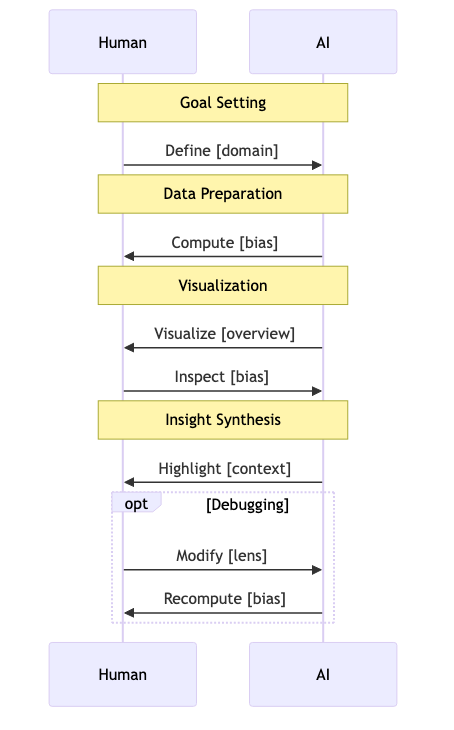 Human AI
Goal Setting
Define [domain]
Data Preparation
Compute [bias]
Visualization
Visualize [overview]
Inspect [bias]
Insight Synthesis
Highlight [context]
opt [Debugging]
Modify [lens]
Recompute [bias]
Human AI